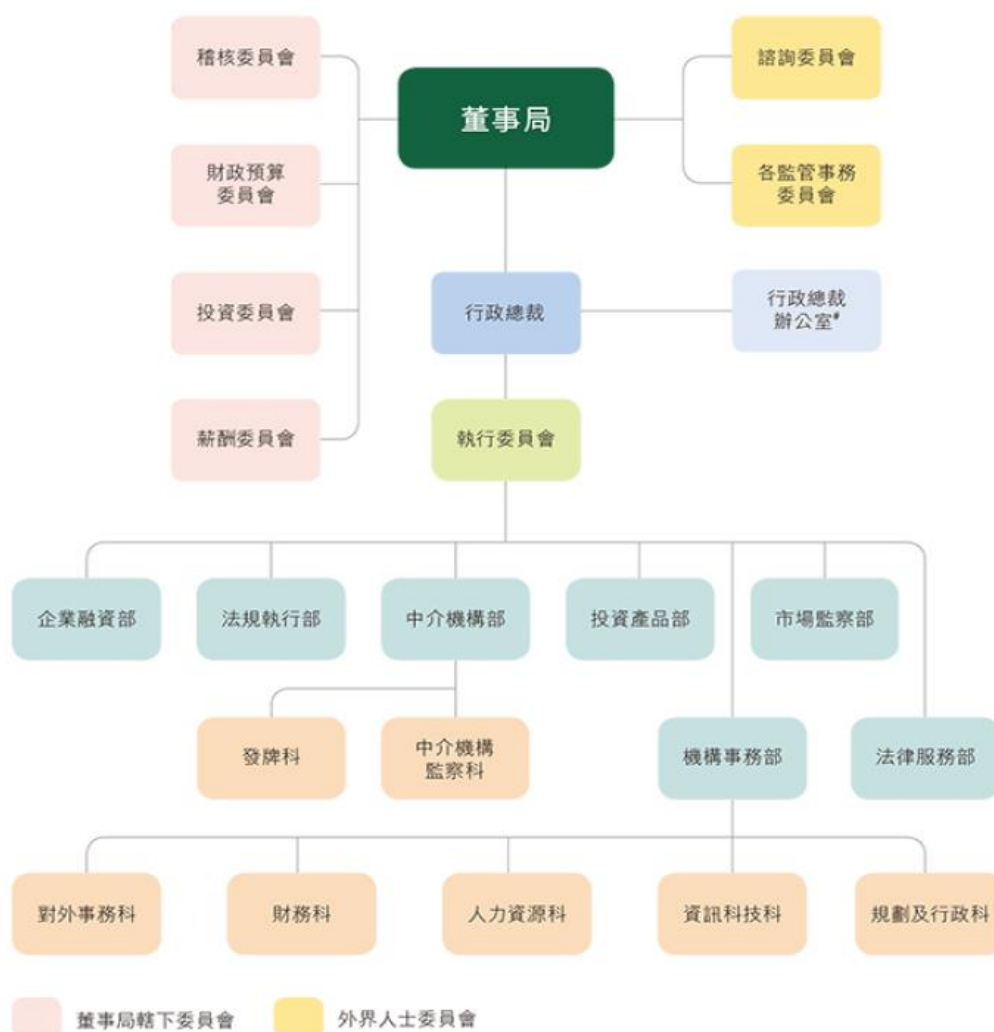 稽核委員會
諮詢委員會
董事局
財政預算
委員會
各監管事務
委員會
投資委員會
行政總裁
行政總裁
辦公室#
薪酬委員會
執行委員會
企業融資部
法規執行部
中介機構部
投資產品部
市場監察部
發牌科
中介機構
監察科
機構事務部
法律服務部
對外事務科
財務科
人力資源科
資訊科技科
規劃及行政科
董事局轄下委員會
外界人士委員會